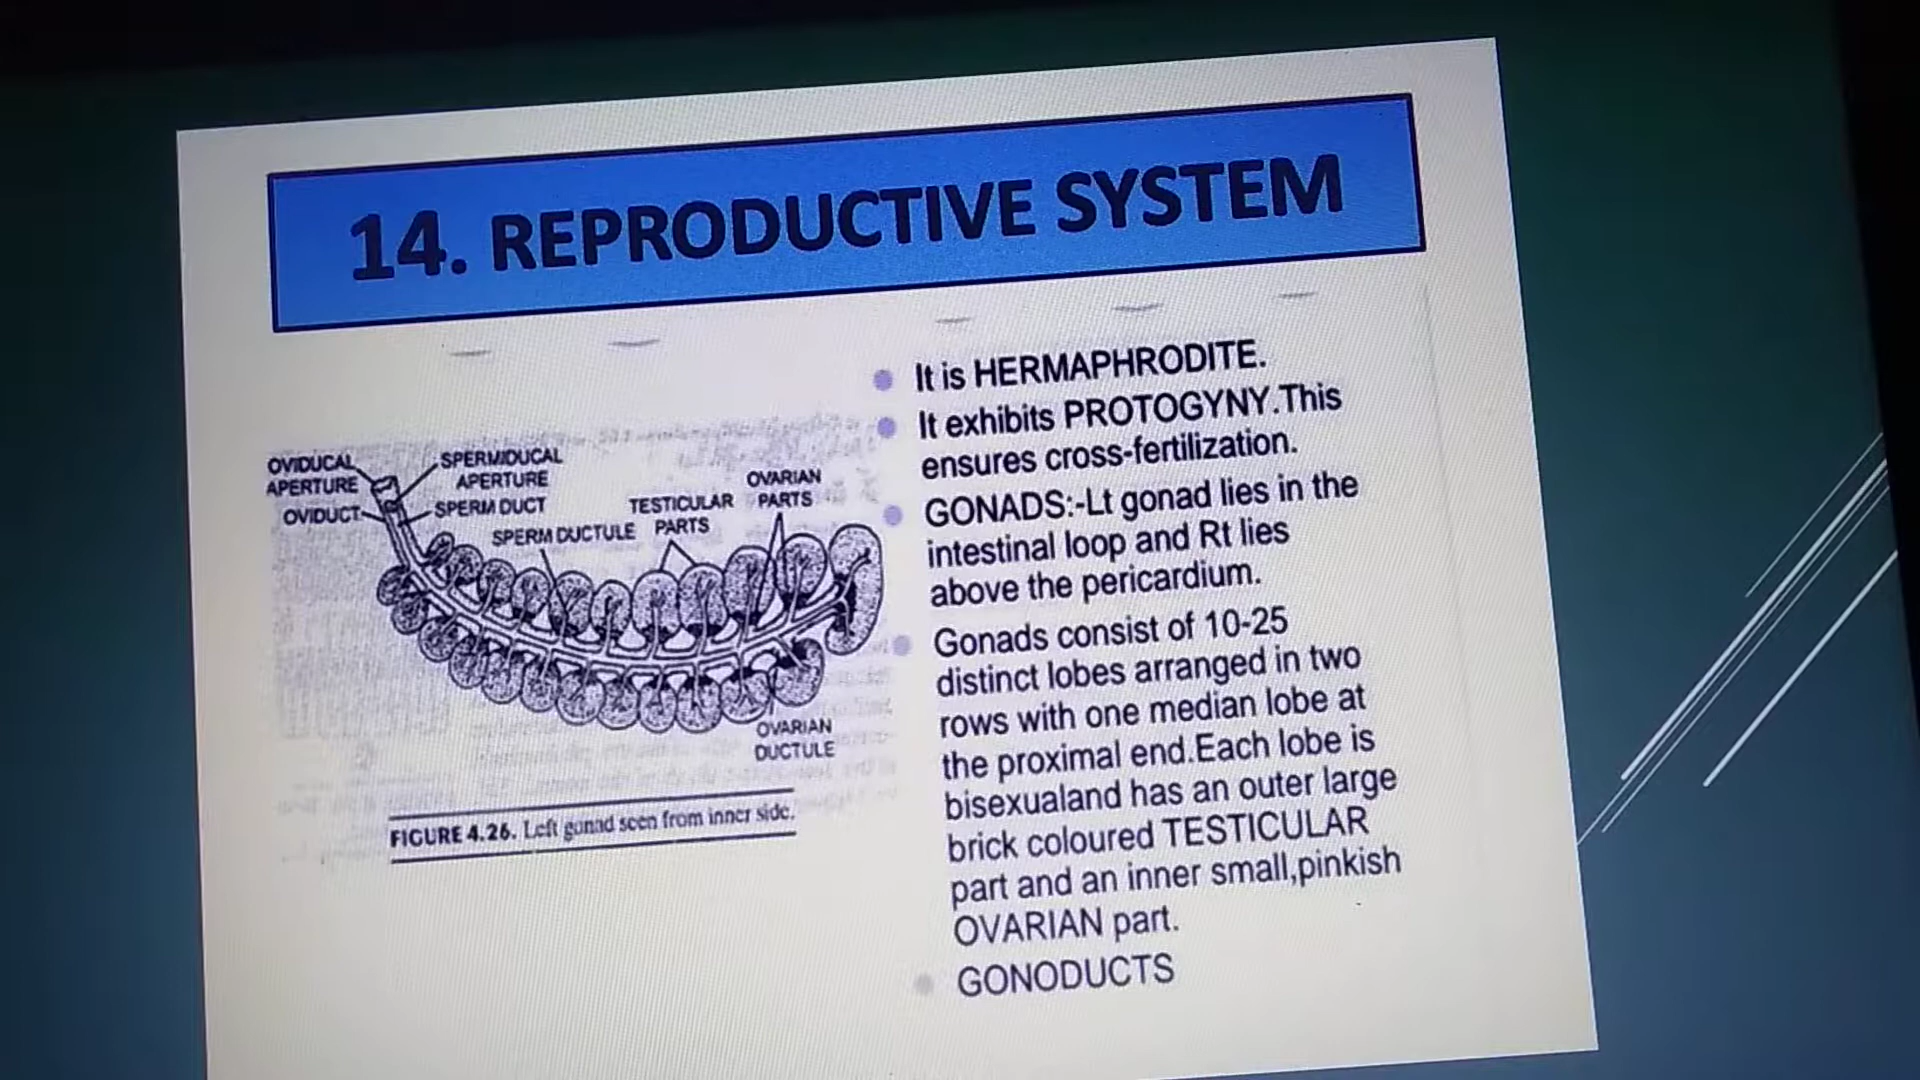 14. REPRODUCTIVE SYSTEM
OVIDUCAL
APERTURE
OVIDUCT
SPERMIDUCAL
APERTURE
SPERM DUCT
SPERM DUCTULE
TESTICULAR
PARTS
OVARIAN
PARTS
OVARIAN
DUCTULE
FIGURE 4.26. Left gonad seen from inner side.
It is HERMAPHRODITE.
It exhibits PROTOGYNY.This
ensures cross-fertilization.
GONADS:-Lt gonad lies in the
intestinal loop and Rt lies
above the pericardium.
Gonads consist of 10-25
distinct lobes arranged in two
rows with one median lobe at
the proximal end.Each lobe is
bisexualand has an outer large
brick coloured TESTICULAR
part and an inner small,pinkish
OVARIAN part.
GONODUCTS